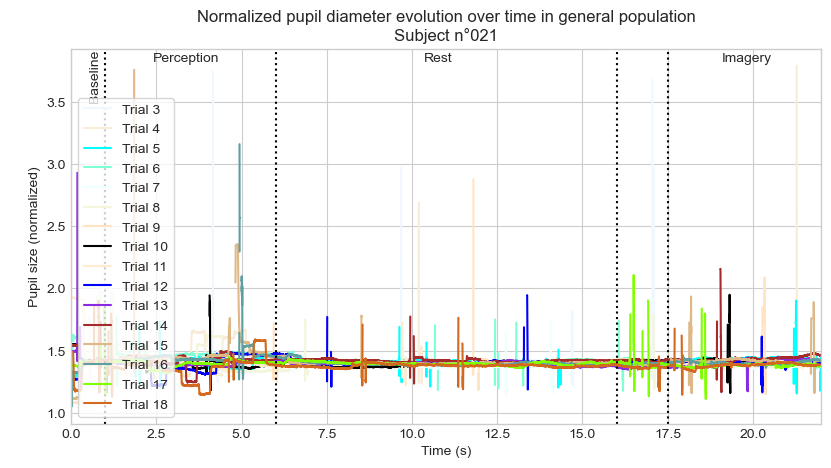 Normalized pupil diameter evolution over time in general population
Subject n°021
Baseline
Perception
Rest
Imagery
Pupil size (normalized)
3.5
3.0
2.5
2.0
1.5
1.0
Trial 3
Trial 4
Trial 5
Trial 6
Trial 7
Trial 8
Trial 9
Trial 10
Trial 11
Trial 12
Trial 13
Trial 14
Trial 15
Trial 16
Trial 17
Trial 18
0.0 2.5 5.0 7.5 10.0 12.5 15.0 17.5 20.0
Time (s)